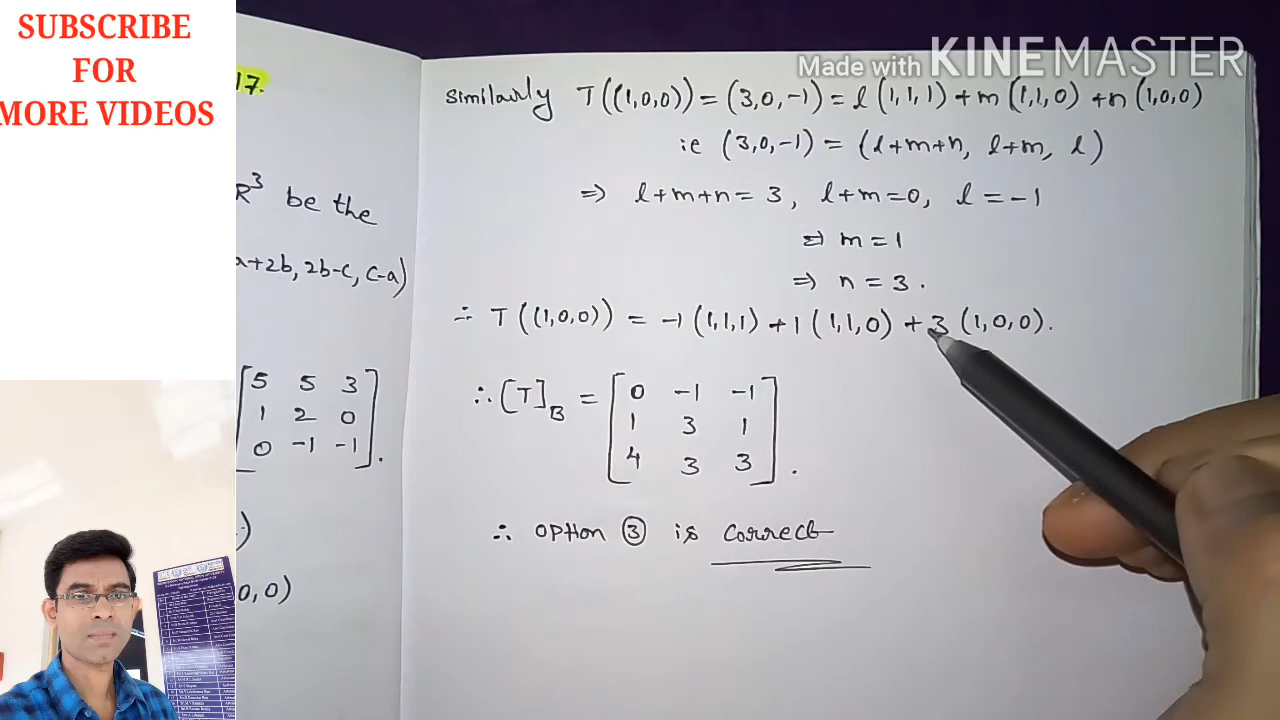 SUBSCRIBE
FOR
MORE VIDEOS
Made with KINEMASTER
17.
R³ be the
a+2b, 2b-c, c-a)
[5 5 3
1 2 0
0 -1 -1].
)
0,0)
Similarly T((1,0,0)) = (3,0,-1) = l(1,1,1) + m(1,1,0) + n(1,0,0)
ie (3,0,-1) = (l+m+n, l+m, l)
⇒ l+m+n = 3, l+m=0, l = -1
⇒ m = 1
⇒ n = 3.
∴ T((1,0,0)) = -1(1,1,1) + 1(1,1,0) + 3(1,0,0).
∴ [T]_B = [0 -1 -1
1 3 1
4 3 3].
∴ option ③ is correct